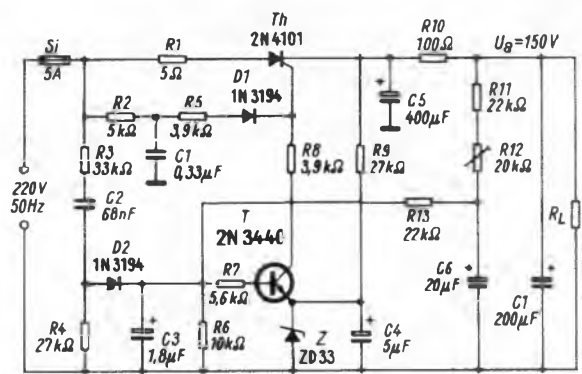 Si
5A
R1
5Ω
Th
2N4101
R10
100Ω
Ua=150V
R2
5kΩ
R5
3,9kΩ
D1
1N3194
C1
0,33μF
R3
33kΩ
C2
68nF
220V
50Hz
R8
3,9kΩ
R9
27kΩ
C5
400μF
R11
22kΩ
R12
20kΩ
R13
22kΩ
RL
T
2N3440
D2
1N3194
R7
5,6kΩ
R4
27kΩ
C3
1,8μF
R6
10kΩ
Z
ZD33
C4
5μF
C6
20μF
C1
200μF